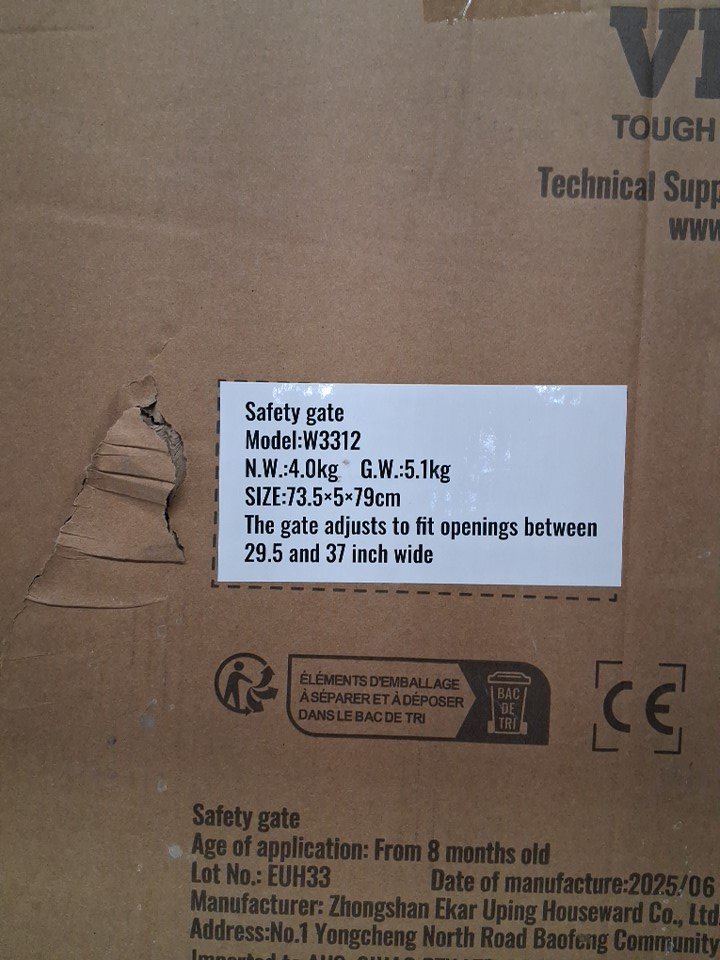 TOUGH
Technical Supp
www
Safety gate
Model:W3312
N.W.:4.0kg G.W.:5.1kg
SIZE:73.5×5×79cm
The gate adjusts to fit openings between
29.5 and 37 inch wide
ÉLÉMENTS D'EMBALLAGE
À SÉPARER ET À DÉPOSER
DANS LE BAC DE TRI
BAC
DE
TRI
CE
Safety gate
Age of application: From 8 months old
Lot No.: EUH33 Date of manufacture:2025/06
Manufacturer: Zhongshan Ekar Uping Houseward Co., Ltd
Address:No.1 Yongcheng North Road Baofeng Community